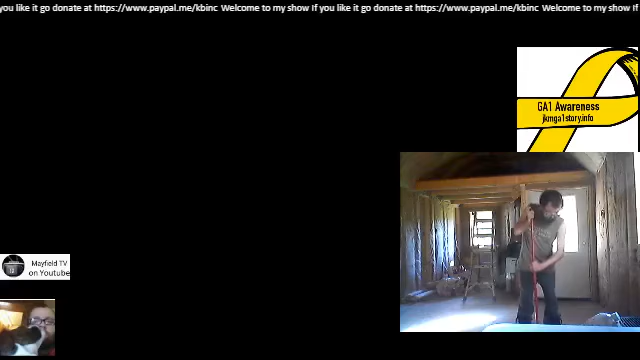 you like it go donate at https://www.paypal.me/kbinc Welcome to my show If you like it go donate at https://www.paypal.me/kbinc Welcome to my show If
GA1 Awareness
jkmga1story.info
Mayfield TV
on Youtube